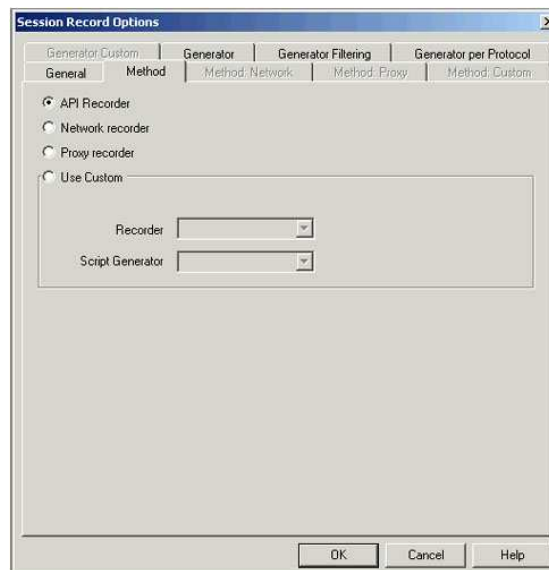 Session Record Options
Generator Custom Generator Generator Filtering Generator per Protocol
General Method Method: Network Method: Proxy Method: Custom
API Recorder
Network recorder
Proxy recorder
Use Custom
Recorder
Script Generator
OK Cancel Help